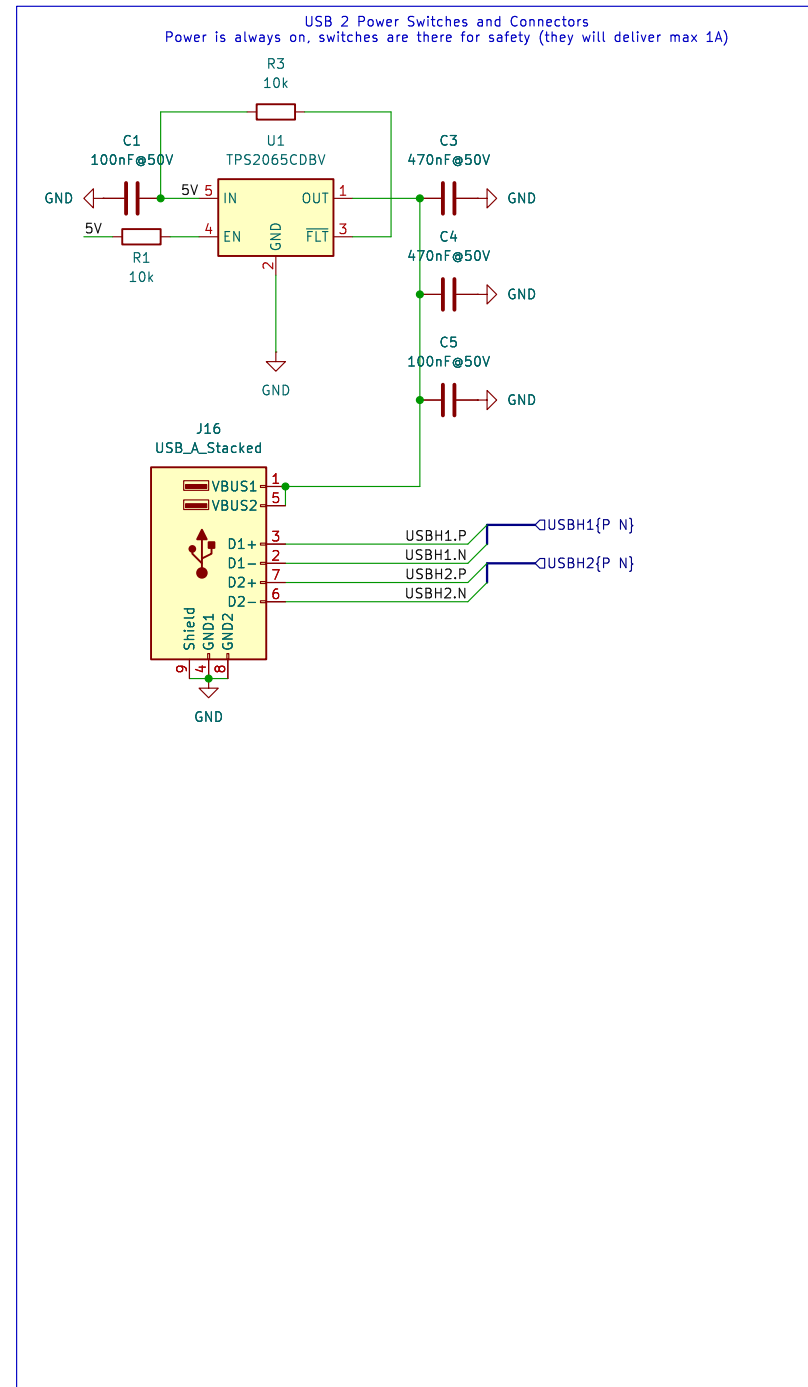 USB 2 Power Switches and Connectors
Power is always on, switches are there for safety (they will deliver max 1A)
R3
10k
C1
100nF@50V
U1
TPS2065CDBV
C3
470nF@50V
GND
5V
5
IN
OUT
1
GND
5V
4
EN
GND
FLT
3
2
R1
10k
C4
470nF@50V
GND
GND
C5
100nF@50V
GND
J16
USB_A_Stacked
VBUS1
1
VBUS2
5
D1+
3
USBH1.P
USBH1{P N}
D1-
2
USBH1.N
D2+
7
USBH2.P
USBH2{P N}
D2-
6
USBH2.N
Shield
GND1
GND2
9
4
8
GND